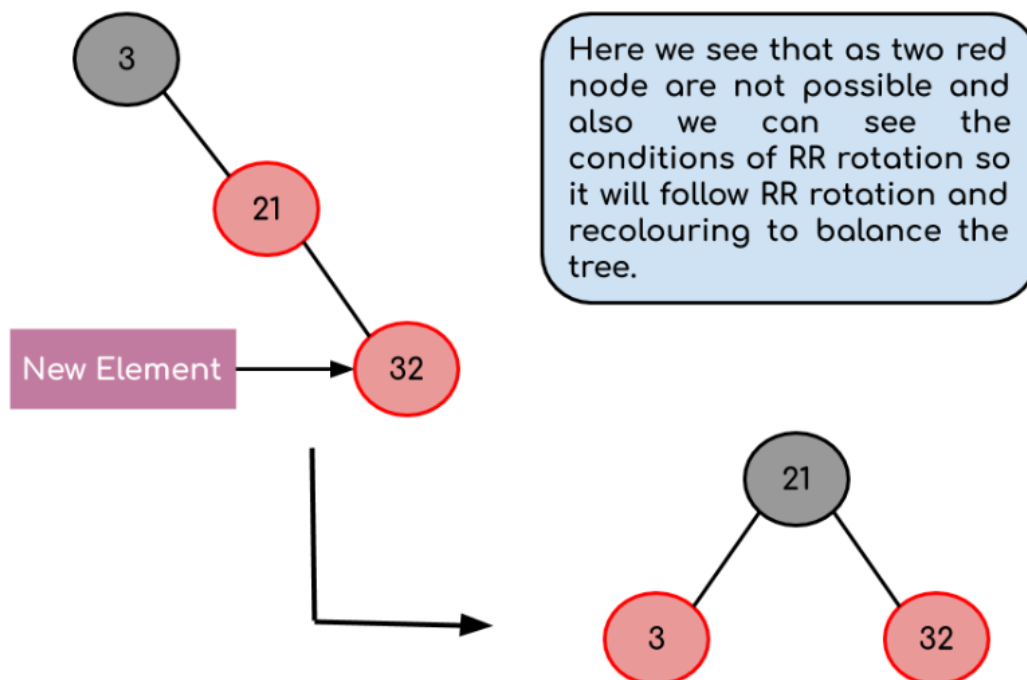 3
Here we see that as two red
node are not possible and
also we can see the
conditions of RR rotation so
it will follow RR rotation and
recolouring to balance the
tree.
21
New Element
32
21
3
32